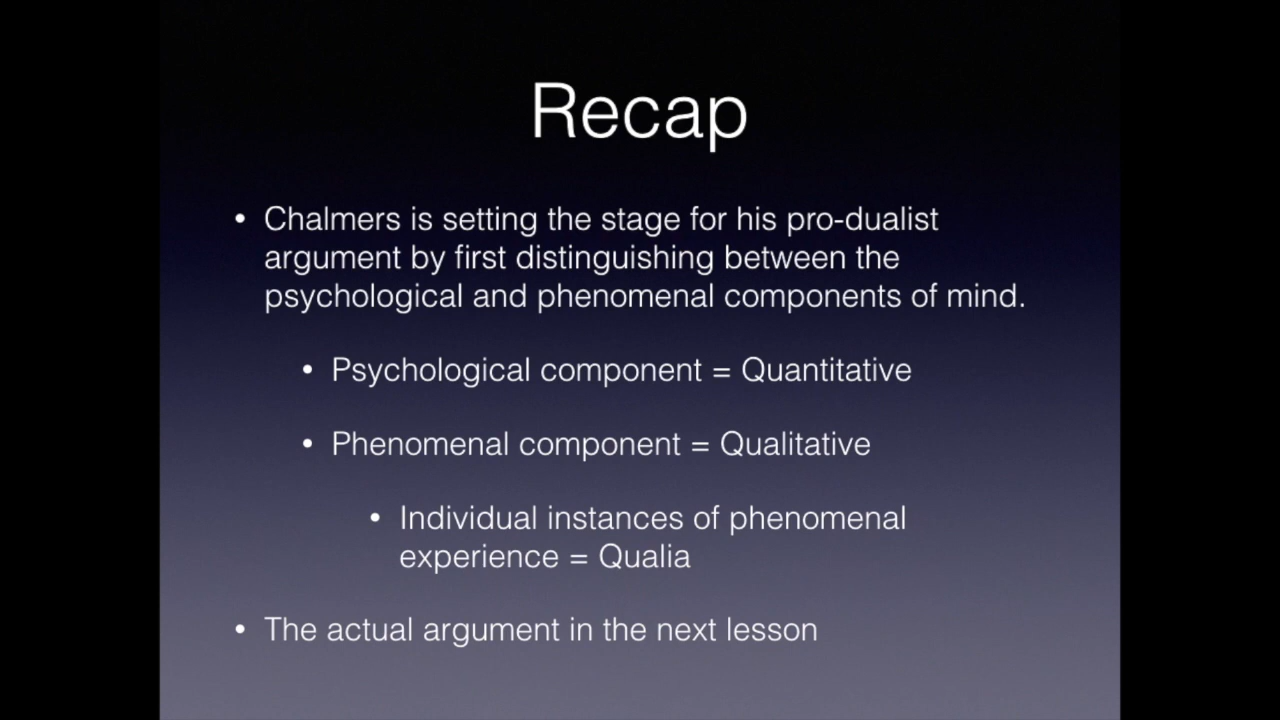 Recap
• Chalmers is setting the stage for his pro-dualist
argument by first distinguishing between the
psychological and phenomenal components of mind.
• Psychological component = Quantitative
• Phenomenal component = Qualitative
• Individual instances of phenomenal
experience = Qualia
• The actual argument in the next lesson